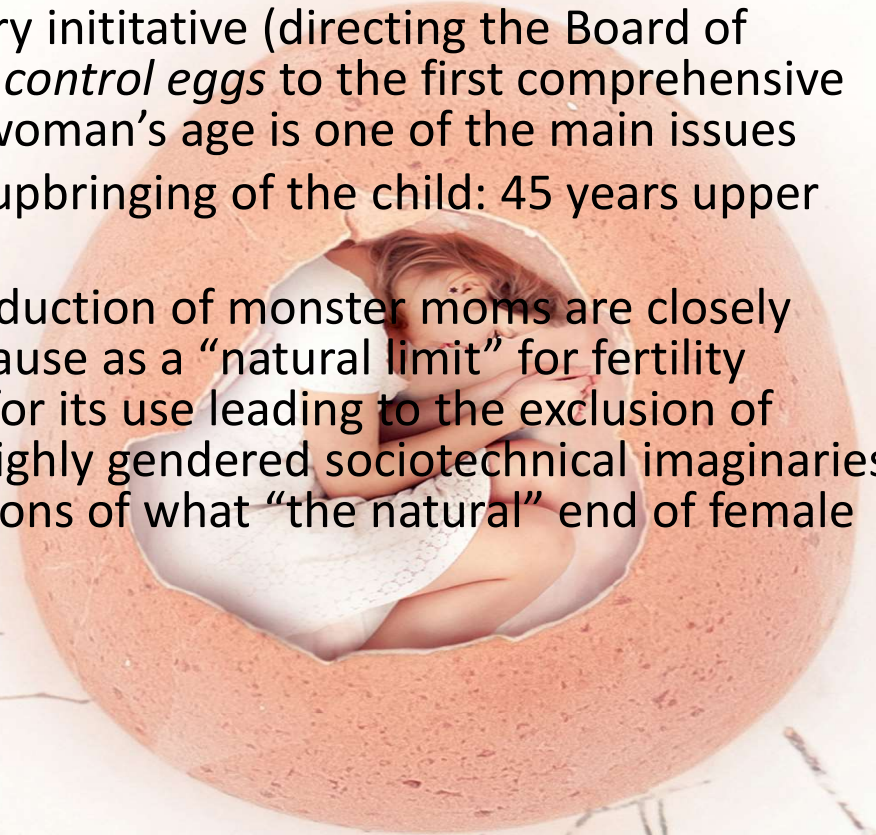 ry inititative (directing the Board of
control eggs to the first comprehensive
woman’s age is one of the main issues
upbringing of the child: 45 years upper
duction of monster moms are closely
ause as a “natural limit” for fertility
for its use leading to the exclusion of
ighly gendered sociotechnical imaginaries
ons of what “the natural” end of female